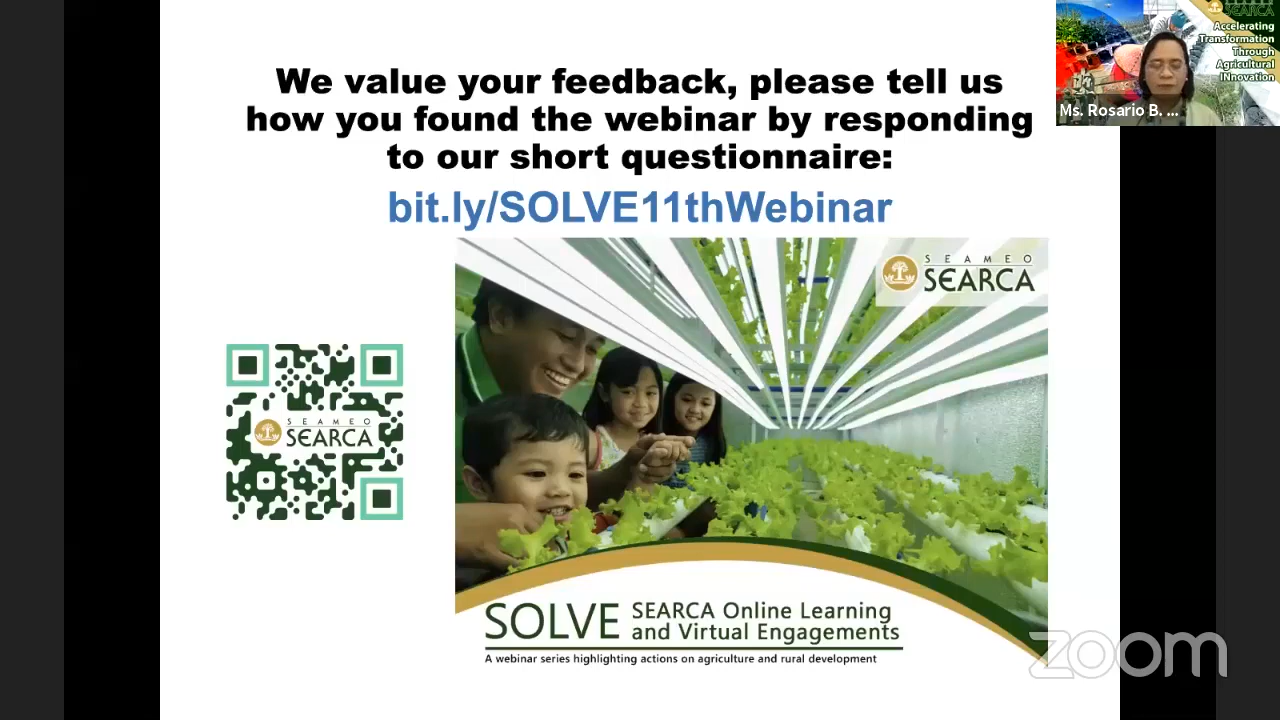 We value your feedback, please tell us
how you found the webinar by responding
to our short questionnaire:
bit.ly/SOLVE11thWebinar
SEAMEO
SEARCA
SEAMEO
SEARCA
SOLVE
SEARCA Online Learning
and Virtual Engagements
A webinar series highlighting actions on agriculture and rural development
SEARCA
Accelerating
Transformation
Through
Agricultural
INnovation
Ms. Rosario B. ...
zoom